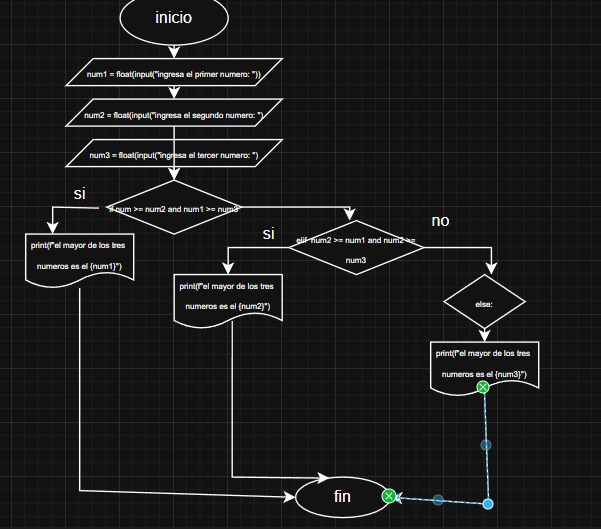 inicio
num1 = float(input("ingresa el primer numero: "))
num2 = float(input("ingresa el segundo numero: ")
num3 = float(input("ingresa el tercer numero: ")
si
if num >= num2 and num1 >= num3
no
si
elif num2 >= num1 and num2 >=
num3
print(f"el mayor de los tres
numeros es el {num1}")
print(f"el mayor de los tres
numeros es el {num2}")
else:
print(f"el mayor de los tres
numeros es el {num3}")
fin